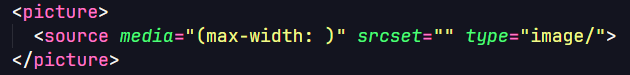 <picture>
<source media="(max-width: )" srcset="" type="image/">
</picture>